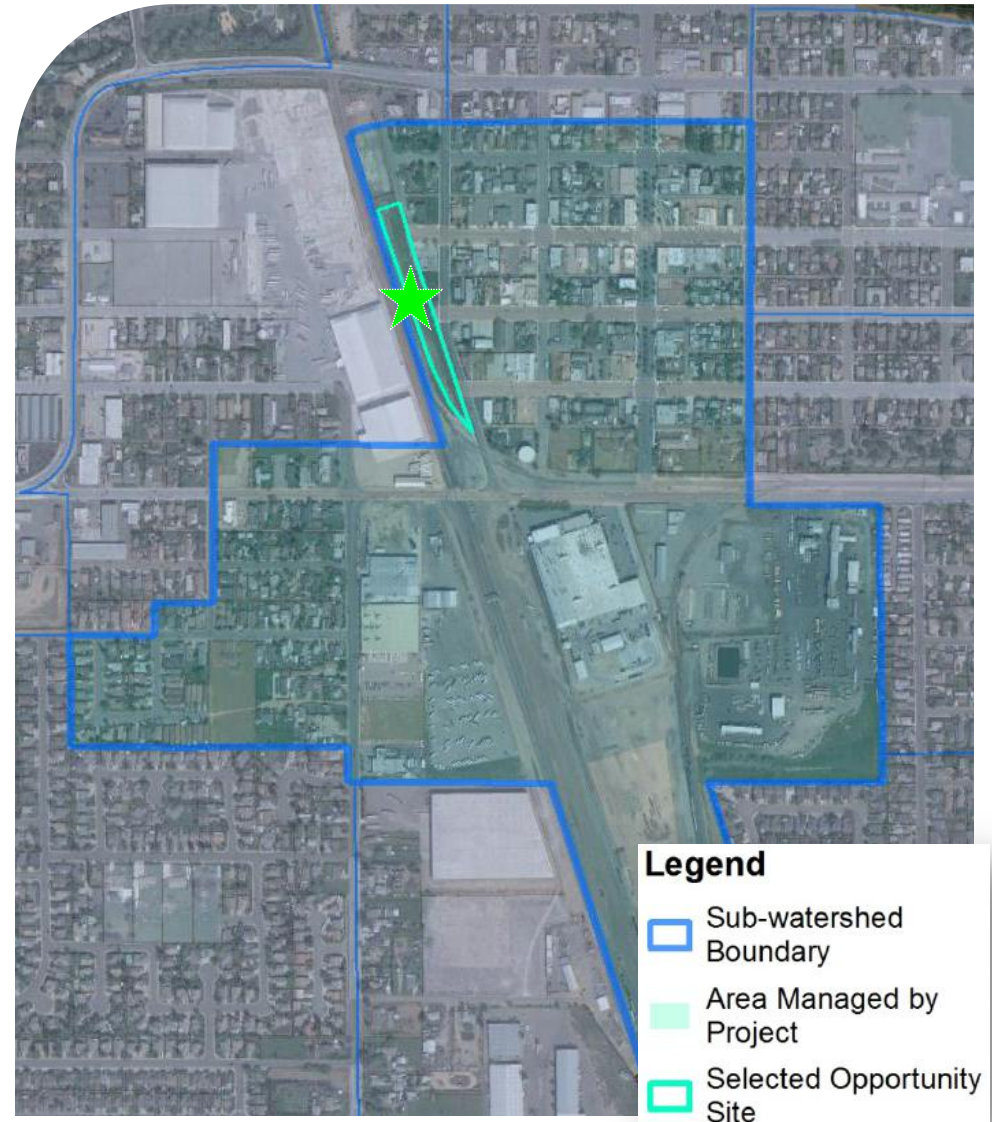 Legend
Sub-watershed
Boundary
Area Managed by
Project
Selected Opportunity
Site